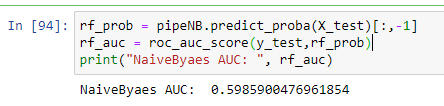 In [94]: rf_prob = pipeNB.predict_proba(X_test)[:,-1]
rf_auc = roc_auc_score(y_test,rf_prob)
print("NaiveByaes AUC: ", rf_auc)
NaiveByaes AUC:  0.5985900476961854